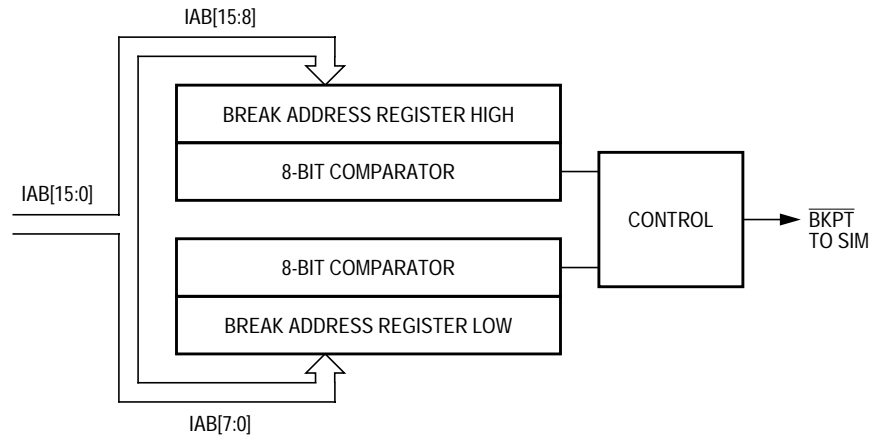 IAB[15:8]
BREAK ADDRESS REGISTER HIGH
8-BIT COMPARATOR
IAB[15:0]
CONTROL
BKPT
TO SIM
8-BIT COMPARATOR
BREAK ADDRESS REGISTER LOW
IAB[7:0]